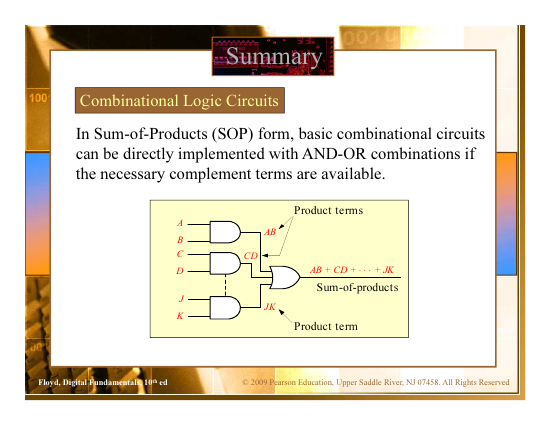 Summary
Combinational Logic Circuits
In Sum-of-Products (SOP) form, basic combinational circuits
can be directly implemented with AND-OR combinations if
the necessary complement terms are available.
Product terms
A
B
AB
C
D
CD
AB + CD + · · · + JK
Sum-of-products
J
K
JK
Product term
Floyd, Digital Fundamentals, 10th ed
© 2009 Pearson Education, Upper Saddle River, NJ 07458. All Rights Reserved